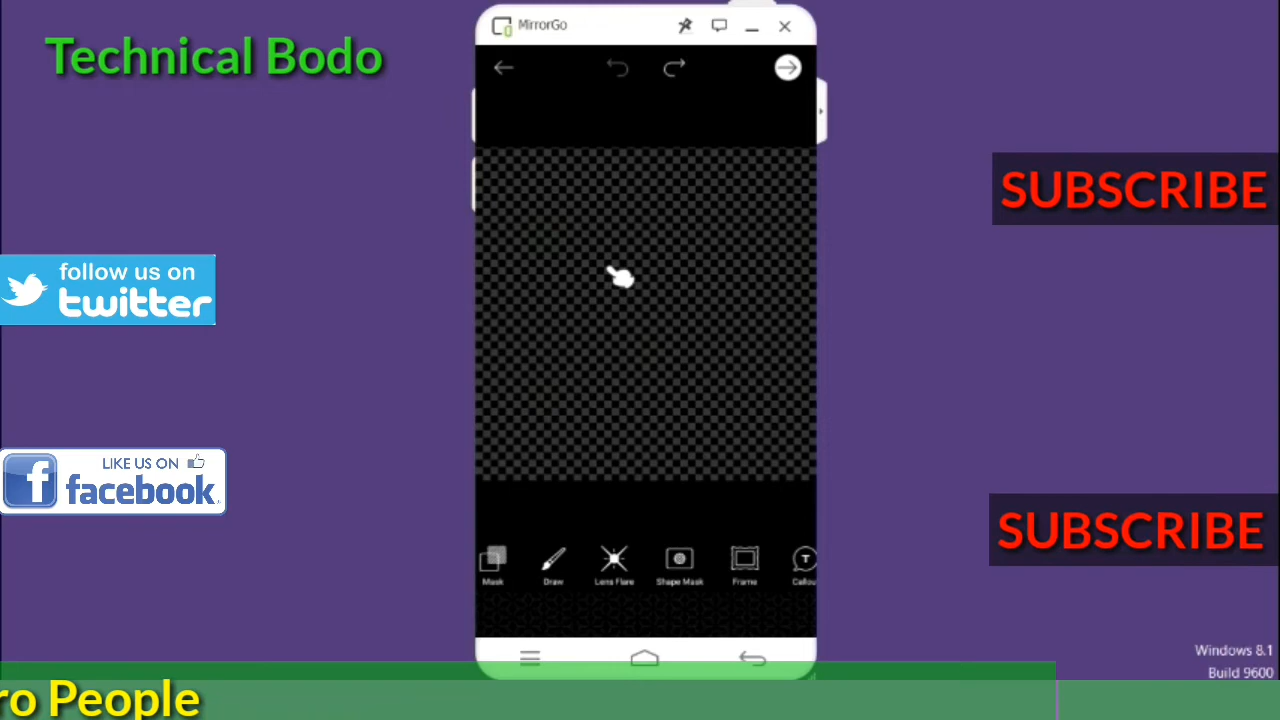 MirrorGo
Technical Bodo
SUBSCRIBE
follow us on
twitter
LIKE US ON
facebook
SUBSCRIBE
Mask
Draw
Lens Flare
Shape Mask
Frame
T
Callou
Windows 8.1
Build 9600
ro People